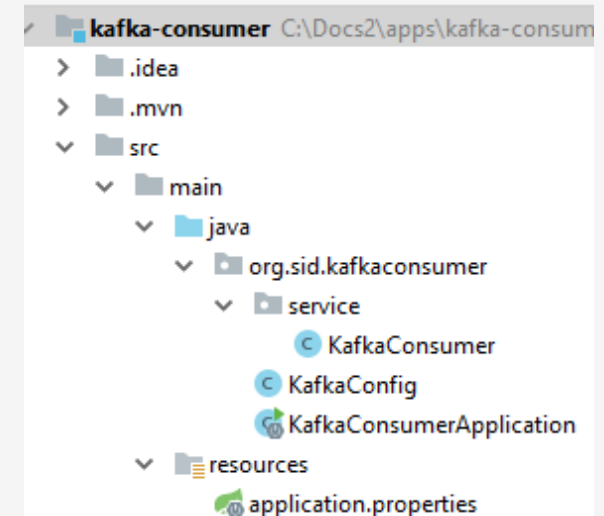 kafka-consumer C:\Docs2\apps\kafka-consum
.idea
.mvn
src
main
java
org.sid.kafkaconsumer
service
C KafkaConsumer
C KafkaConfig
C KafkaConsumerApplication
resources
application.properties